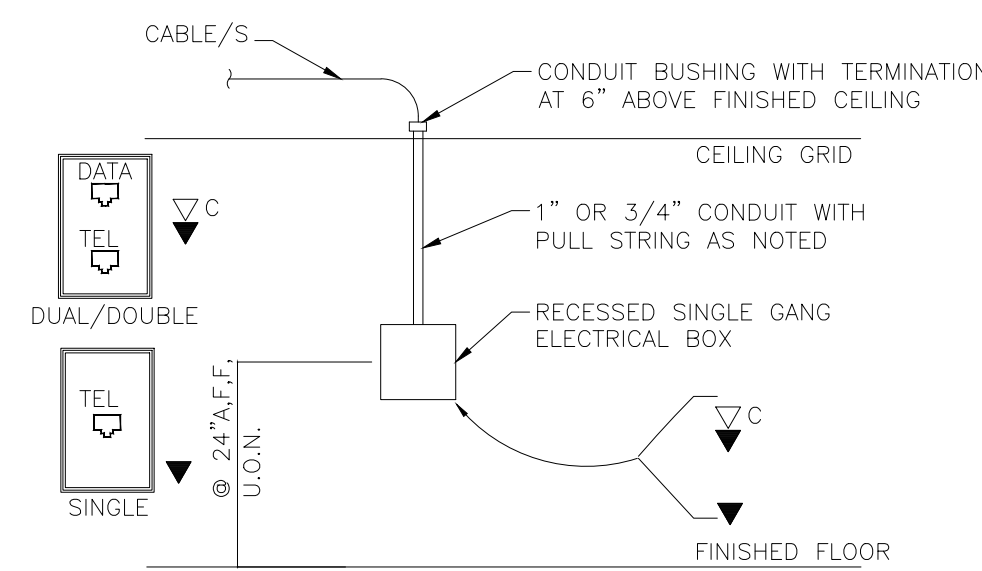 CABLE/S
CONDUIT BUSHING WITH TERMINATION
AT 6" ABOVE FINISHED CEILING
CEILING GRID
DATA
C
TEL
1" OR 3/4" CONDUIT WITH
PULL STRING AS NOTED
DUAL/DOUBLE
RECESSED SINGLE GANG
ELECTRICAL BOX
TEL
@ 24"A,F,F,
U.O.N.
C
SINGLE
FINISHED FLOOR